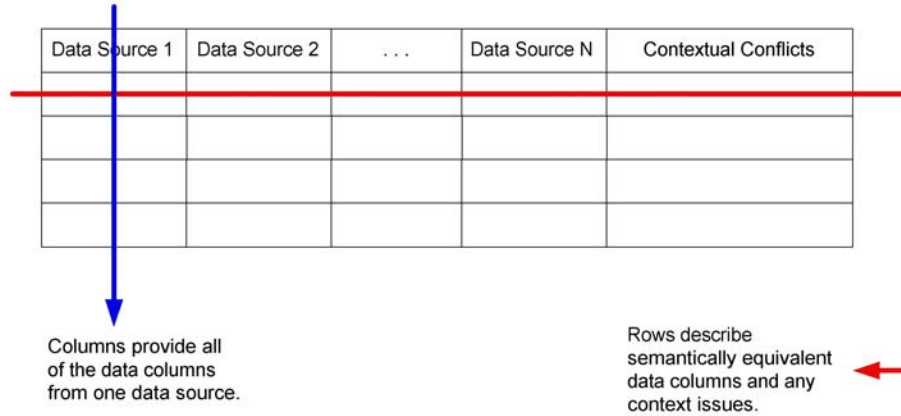 Data Source 1 Data Source 2 . . . Data Source N Contextual Conflicts
Columns provide all
of the data columns
from one data source.
Rows describe
semantically equivalent
data columns and any
context issues.